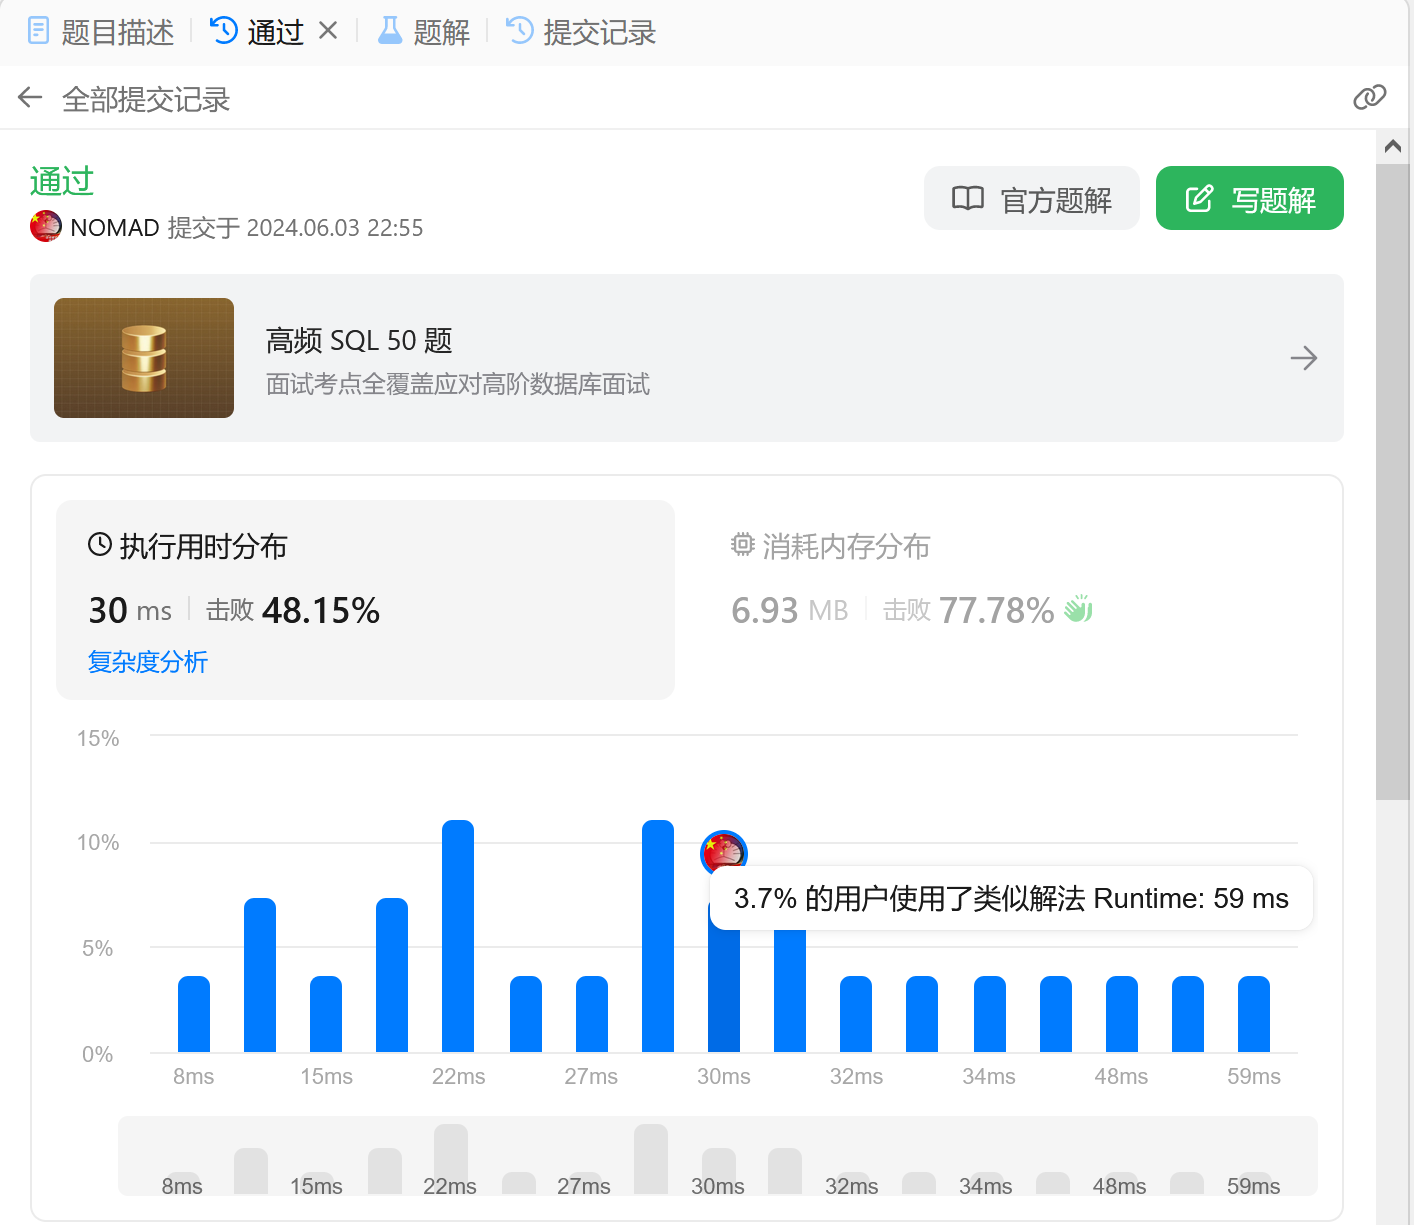 题目描述 通过 题解 提交记录
全部提交记录
通过
官方题解 写题解
NOMAD 提交于 2024.06.03 22:55
高频 SQL 50 题
面试考点全覆盖应对高阶数据库面试
执行用时分布
30 ms 击败 48.15%
复杂度分析
消耗内存分布
6.93 MB 击败 77.78%
15%
10%
5%
0%
3.7% 的用户使用了类似解法 Runtime: 59 ms
8ms 15ms 22ms 27ms 30ms 32ms 34ms 48ms 59ms
8ms 15ms 22ms 27ms 30ms 32ms 34ms 48ms 59ms